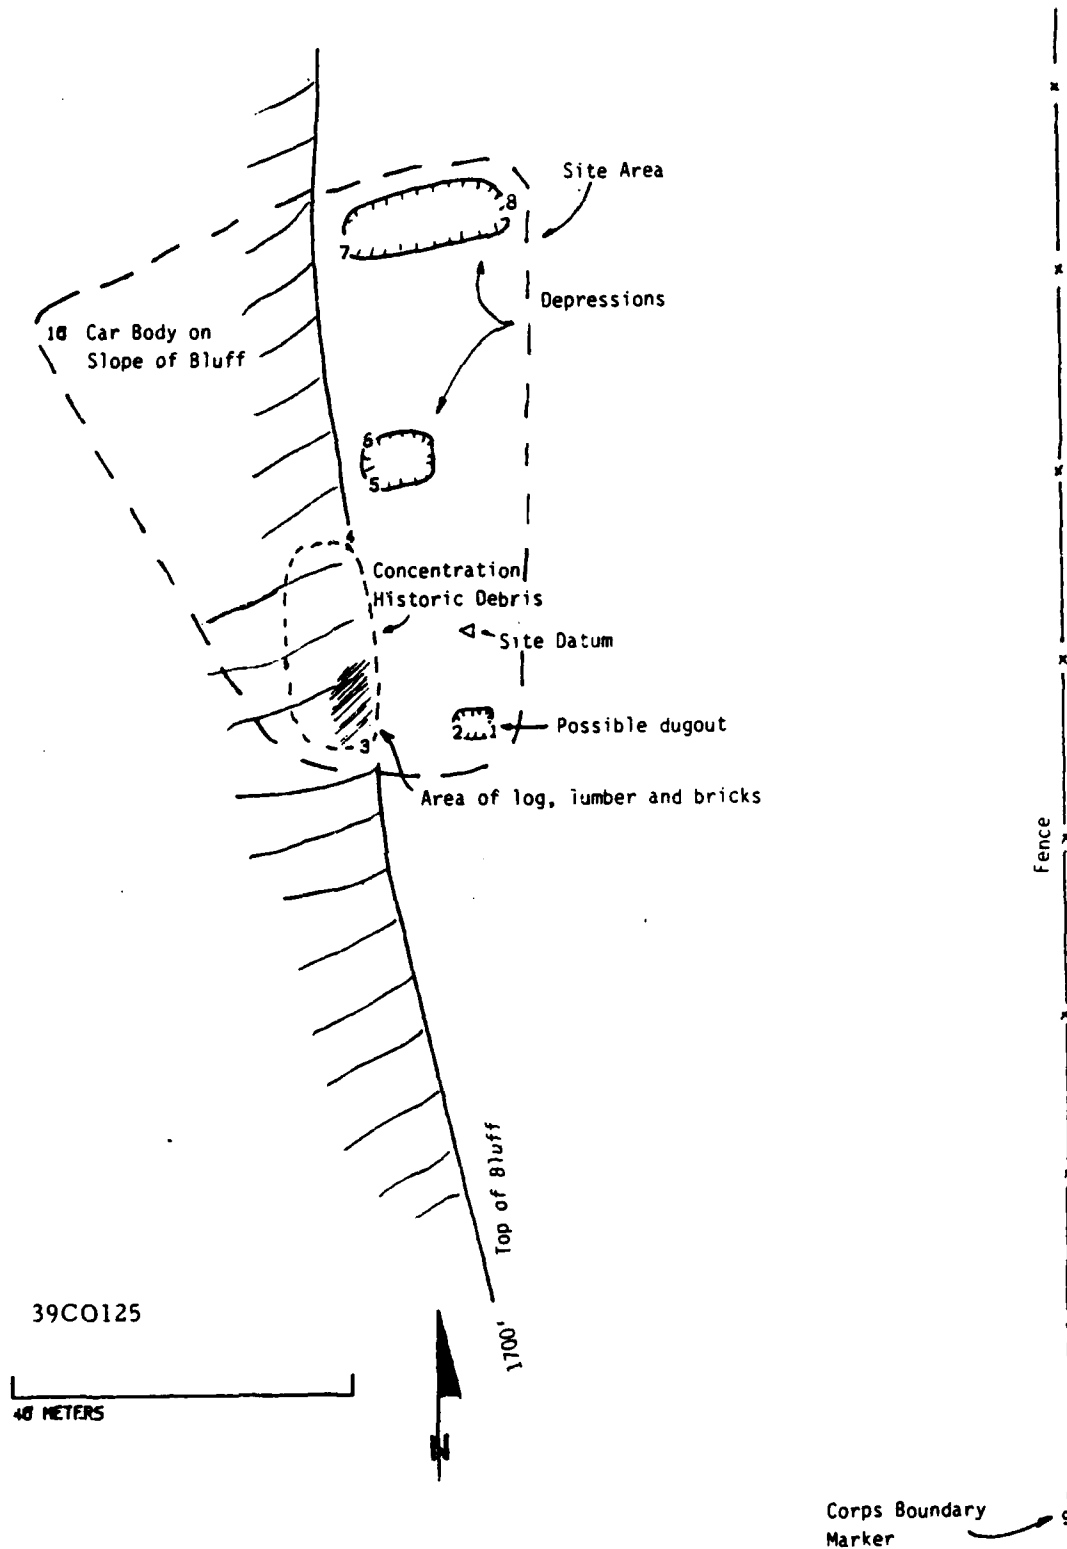 Site Area
8
7
Depressions
10 Car Body on
Slope of Bluff
6
5
4
Concentration
Historic Debris
Site Datum
2 1
Possible dugout
3
Area of log, lumber and bricks
Fence
Top of Bluff
1700'
39CO125
40 METERS
N
Corps Boundary
Marker
9